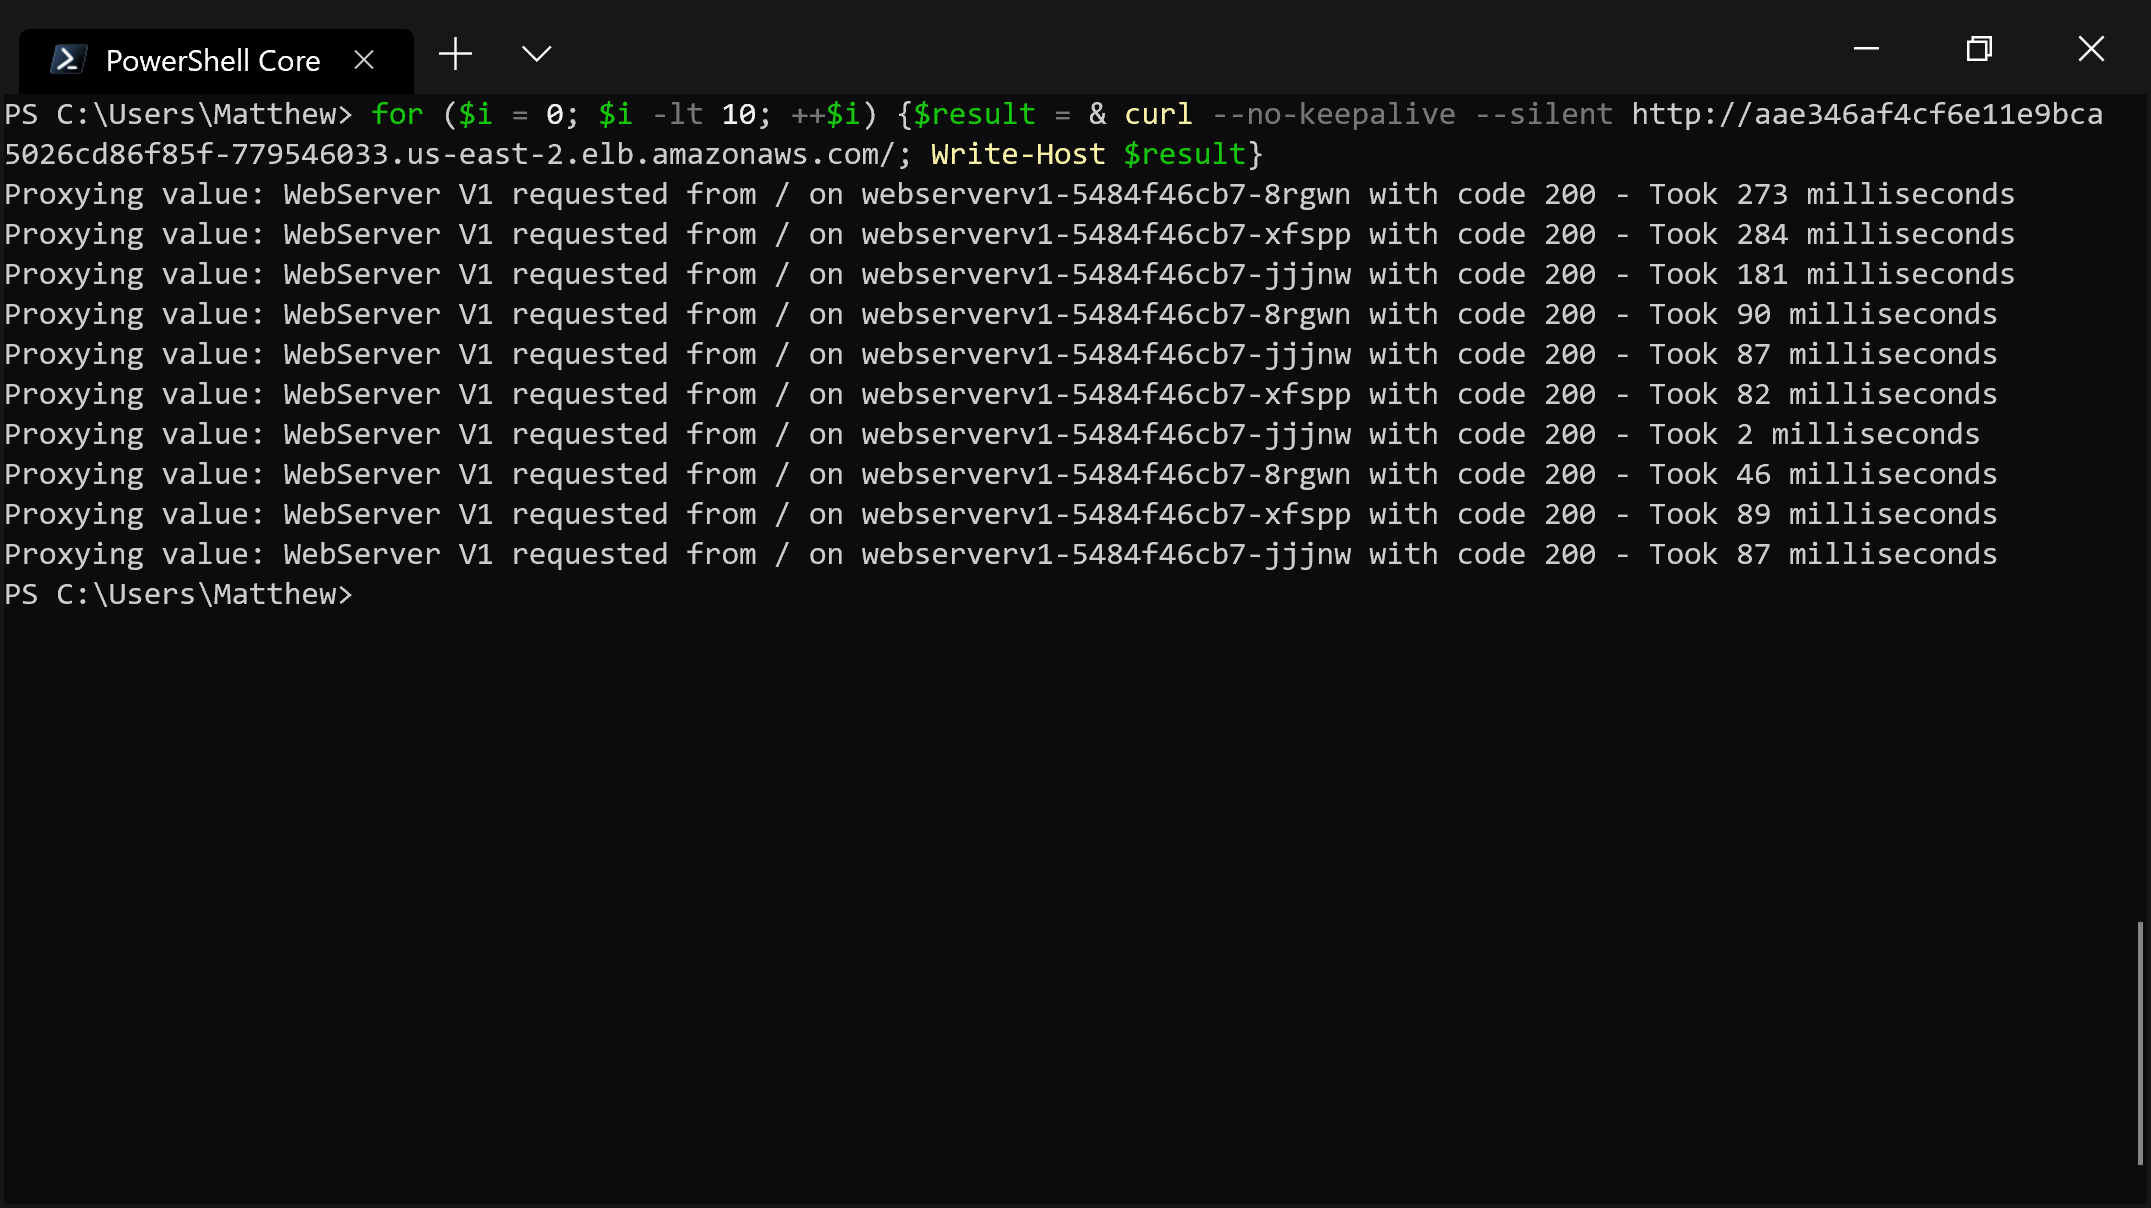 PowerShell Core
PS C:\Users\Matthew> for ($i = 0; $i -lt 10; ++$i) {$result = & curl --no-keepalive --silent http://aae346af4cf6e11e9bca
5026cd86f85f-779546033.us-east-2.elb.amazonaws.com/; Write-Host $result}
Proxying value: WebServer V1 requested from / on webserverv1-5484f46cb7-8rgwn with code 200 - Took 273 milliseconds
Proxying value: WebServer V1 requested from / on webserverv1-5484f46cb7-xfspp with code 200 - Took 284 milliseconds
Proxying value: WebServer V1 requested from / on webserverv1-5484f46cb7-jjjnw with code 200 - Took 181 milliseconds
Proxying value: WebServer V1 requested from / on webserverv1-5484f46cb7-8rgwn with code 200 - Took 90 milliseconds
Proxying value: WebServer V1 requested from / on webserverv1-5484f46cb7-jjjnw with code 200 - Took 87 milliseconds
Proxying value: WebServer V1 requested from / on webserverv1-5484f46cb7-xfspp with code 200 - Took 82 milliseconds
Proxying value: WebServer V1 requested from / on webserverv1-5484f46cb7-jjjnw with code 200 - Took 2 milliseconds
Proxying value: WebServer V1 requested from / on webserverv1-5484f46cb7-8rgwn with code 200 - Took 46 milliseconds
Proxying value: WebServer V1 requested from / on webserverv1-5484f46cb7-xfspp with code 200 - Took 89 milliseconds
Proxying value: WebServer V1 requested from / on webserverv1-5484f46cb7-jjjnw with code 200 - Took 87 milliseconds
PS C:\Users\Matthew>